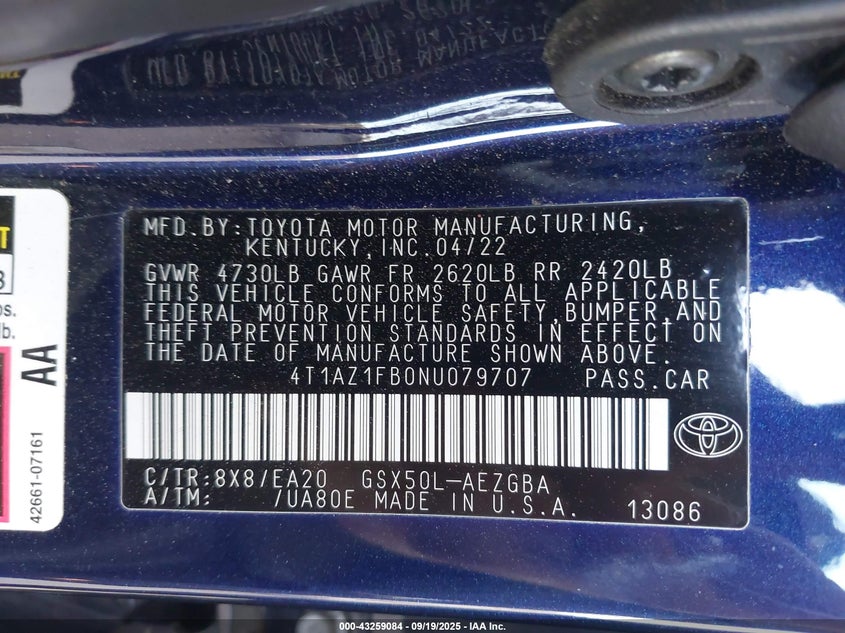 MFD.BY:TOYOTA MOTOR MANUFACTURING,
KENTUCKY,INC.04/22
GVWR 4730LB GAWR FR 2620LB RR 2420LB
THIS VEHICLE CONFORMS TO ALL APPLICABLE
FEDERAL MOTOR VEHICLE SAFETY,BUMPER,AND
THEFT PREVENTION STANDARDS IN EFFECT ON
THE DATE OF MANUFACTURE SHOWN ABOVE.
4T1AZ1FB0NU079707 PASS.CAR
C/TR:8X8/EA20 GSX50L-AEZGBA
A/TM: /UA80E MADE IN U.S.A. 13086
AA
42661-07161
lb.
000-43259084 - 09/19/2025 - IAA Inc.